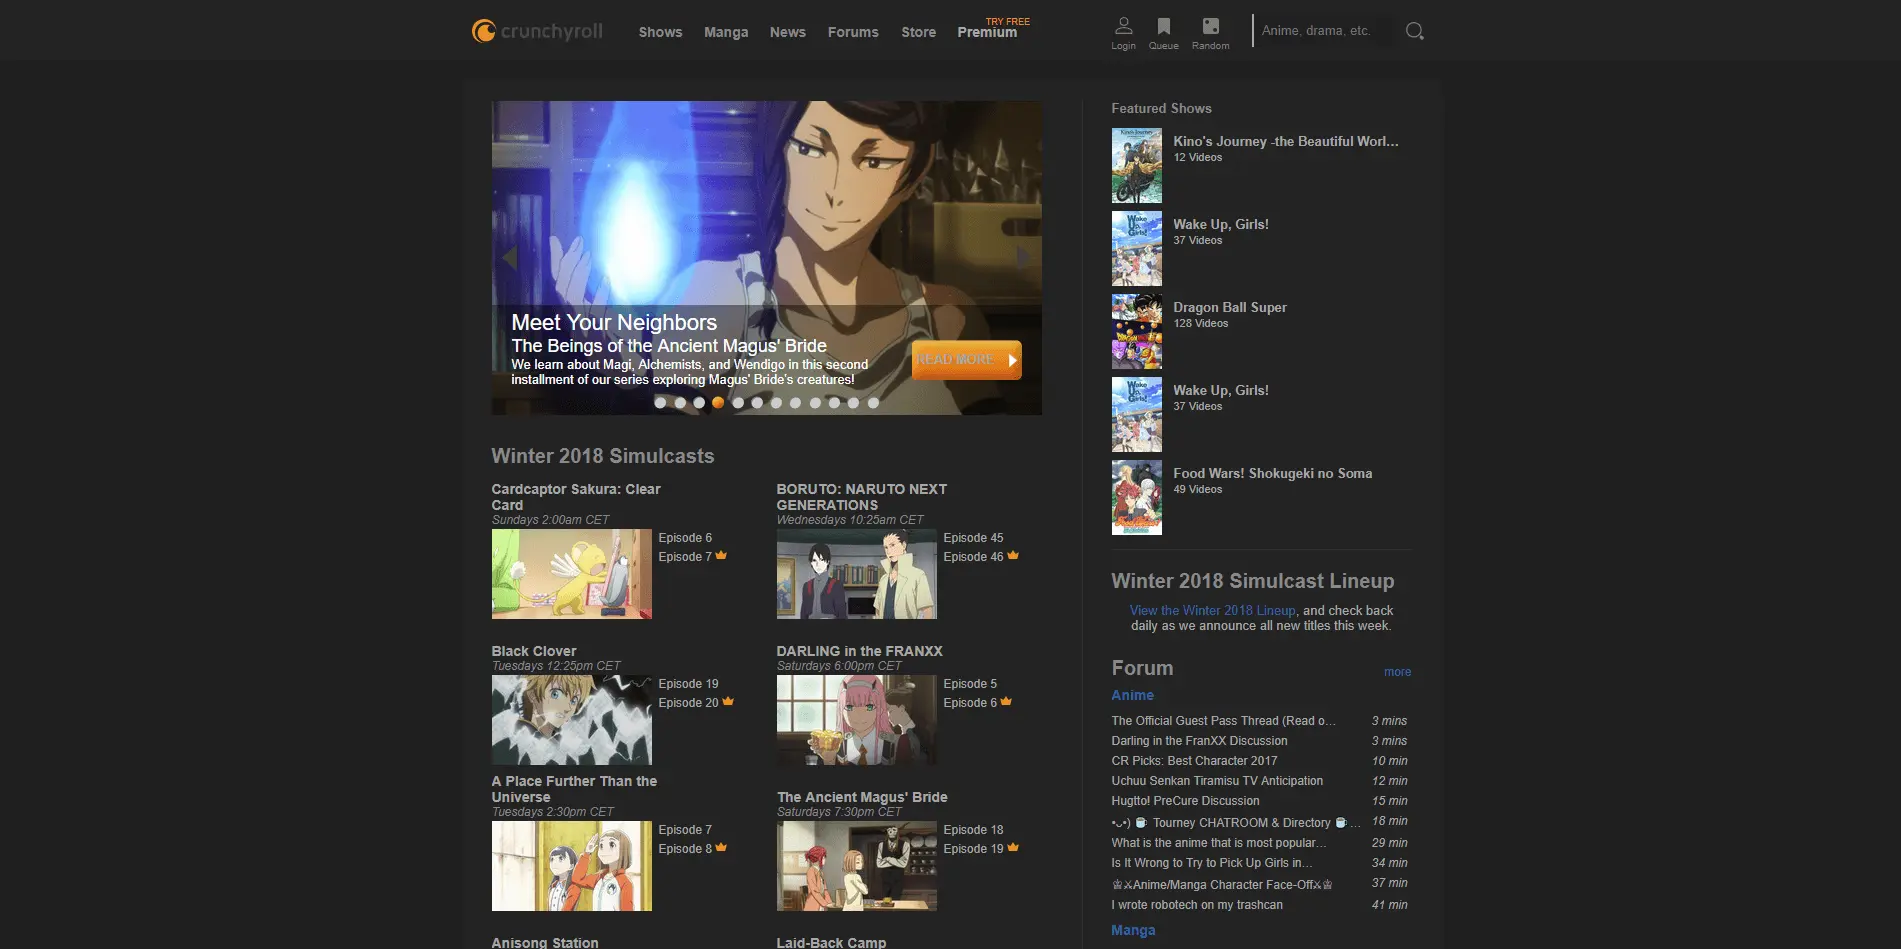 crunchyroll
Shows
Manga
News
Forums
Store
TRY FREE
Premium
Login
Queue
Random
Anime, drama, etc.
Meet Your Neighbors
The Beings of the Ancient Magus' Bride
We learn about Magi, Alchemists, and Wendigo in this second
installment of our series exploring Magus' Bride's creatures!
READ MORE
Winter 2018 Simulcasts
Cardcaptor Sakura: Clear
Card
Sundays 2:00am CET
Episode 6
Episode 7
BORUTO: NARUTO NEXT
GENERATIONS
Wednesdays 10:25am CET
Episode 45
Episode 46
Black Clover
Tuesdays 12:25pm CET
Episode 19
Episode 20
DARLING in the FRANXX
Saturdays 6:00pm CET
Episode 5
Episode 6
A Place Further Than the
Universe
Tuesdays 2:30pm CET
Episode 7
Episode 8
The Ancient Magus' Bride
Saturdays 7:30pm CET
Episode 18
Episode 19
Anisong Station
Laid-Back Camp
Featured Shows
Kino's Journey
Kino's Journey -the Beautiful Worl...
12 Videos
Wake Up, Girls!
Wake Up, Girls!
37 Videos
Dragon Ball Super
128 Videos
Wake Up, Girls!
Wake Up, Girls!
37 Videos
Food Wars! Shokugeki no Soma
49 Videos
Winter 2018 Simulcast Lineup
View the Winter 2018 Lineup, and check back
daily as we announce all new titles this week.
Forum
more
Anime
The Official Guest Pass Thread (Read o... 3 mins
Darling in the FranXX Discussion 3 mins
CR Picks: Best Character 2017 10 min
Uchuu Senkan Tiramisu TV Anticipation 12 min
Hugtto! PreCure Discussion 15 min
•ᴗ•) ☕ Tourney CHATROOM & Directory ☕ ... 18 min
What is the anime that is most popular... 29 min
Is It Wrong to Try to Pick Up Girls in... 34 min
♔⚔Anime/Manga Character Face-Off⚔♔ 37 min
I wrote robotech on my trashcan 41 min
Manga